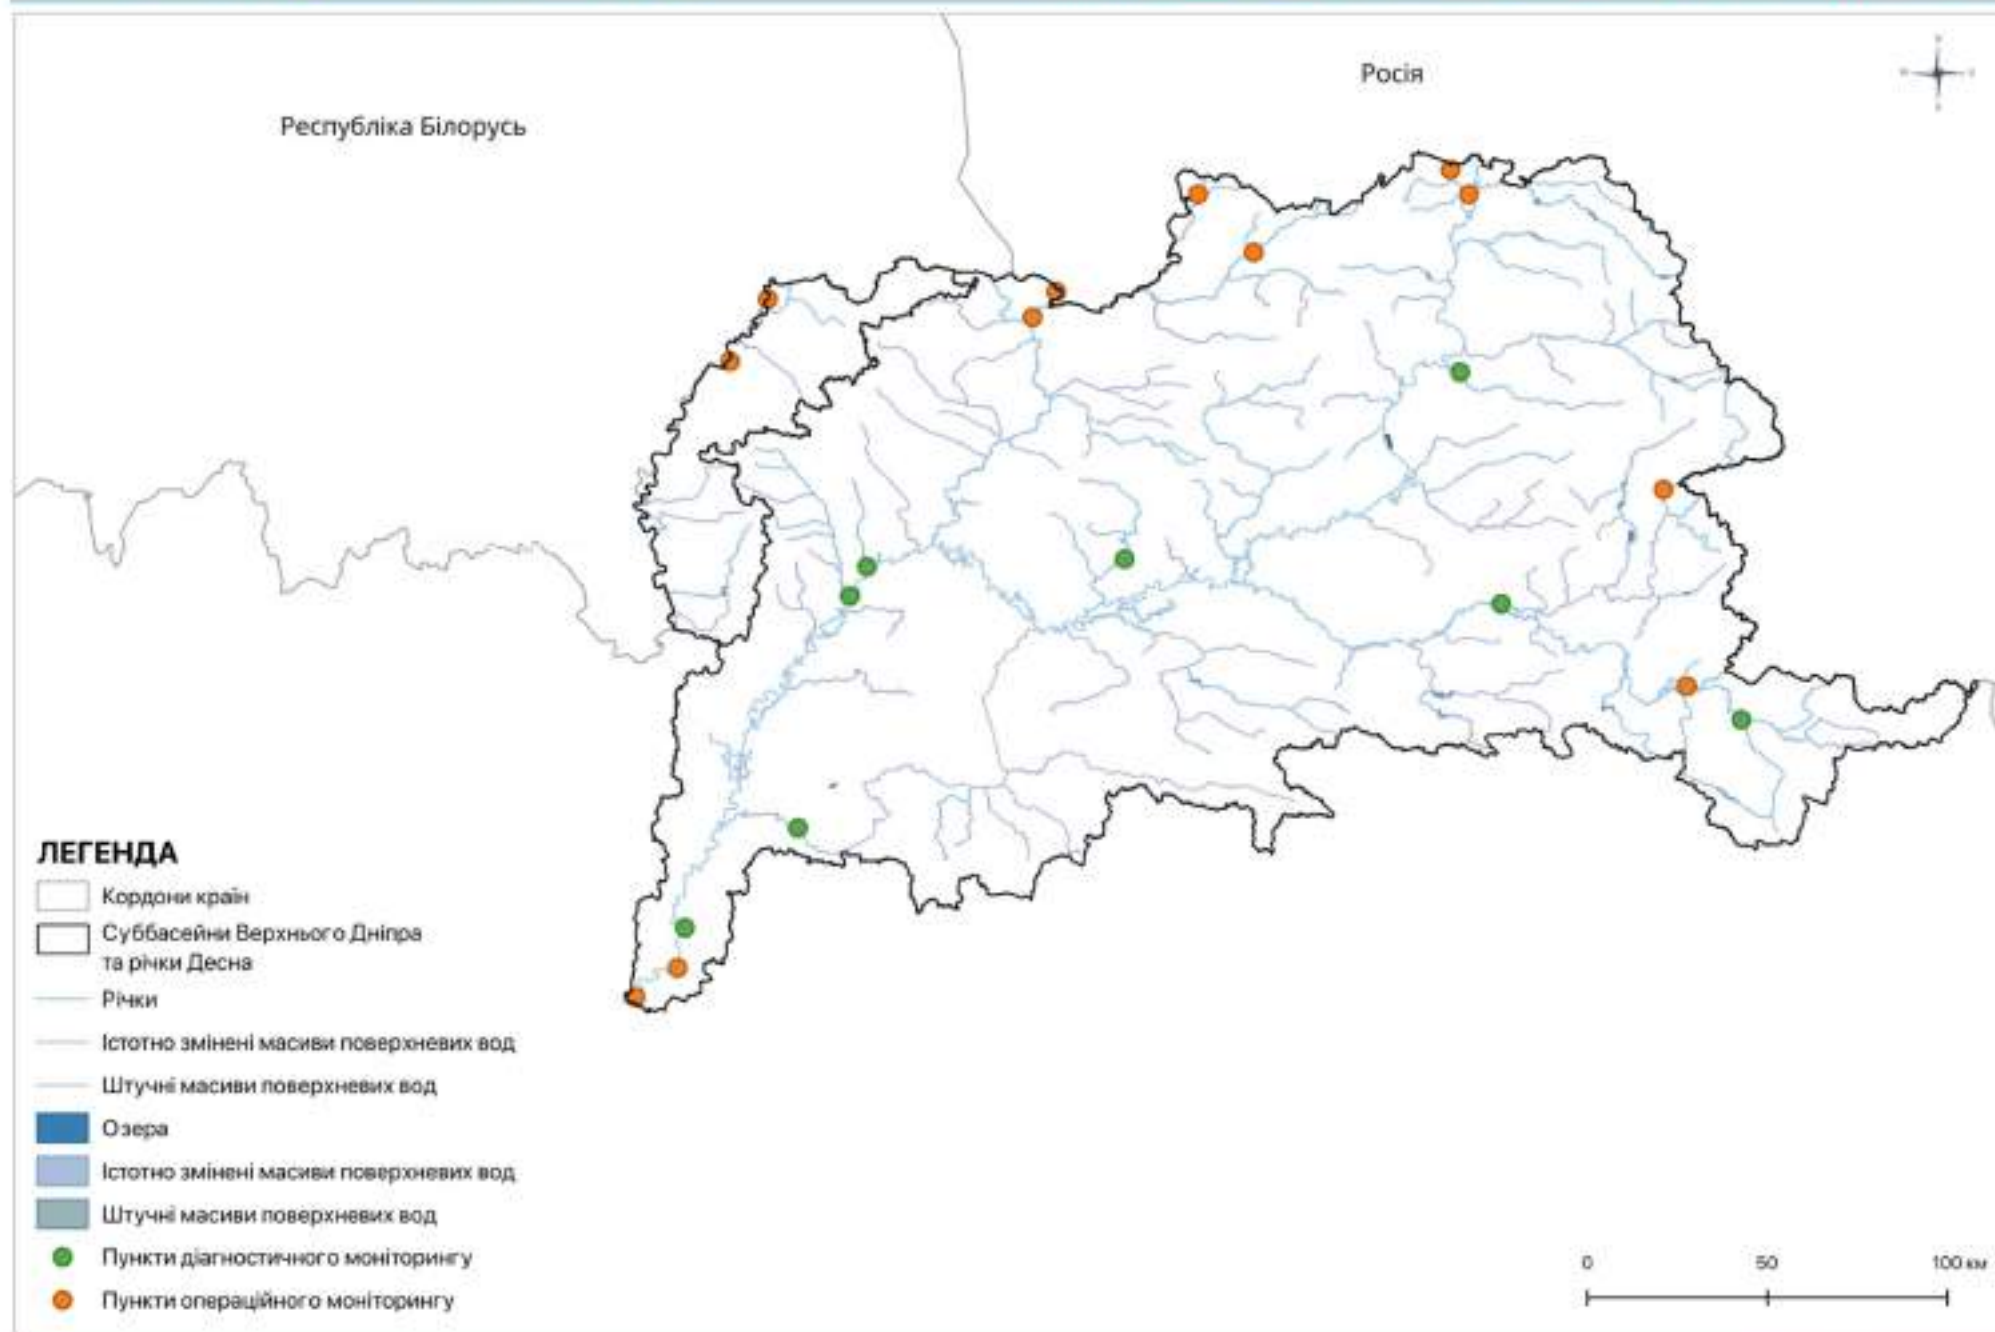 Росія
Республіка Білорусь
ЛЕГЕНДА
Кордони країн
Суббасейни Верхнього Дніпра
та річки Десна
Річки
Істотно змінені масиви поверхневих вод
Штучні масиви поверхневих вод
Озера
Істотно змінені масиви поверхневих вод
Штучні масиви поверхневих вод
Пункти діагностичного моніторингу
Пункти операційного моніторингу
0 50 100 км